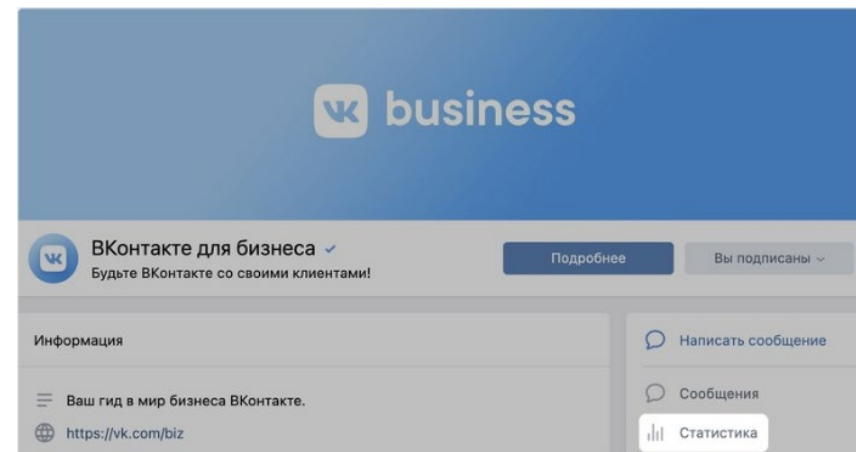 VK business
ВКонтакте для бизнеса
Будьте ВКонтакте со своими клиентами!
Подробнее
Вы подписаны
Информация
Написать сообщение
Ваш гид в мир бизнеса ВКонтакте.
Сообщения
https://vk.com/biz
Статистика